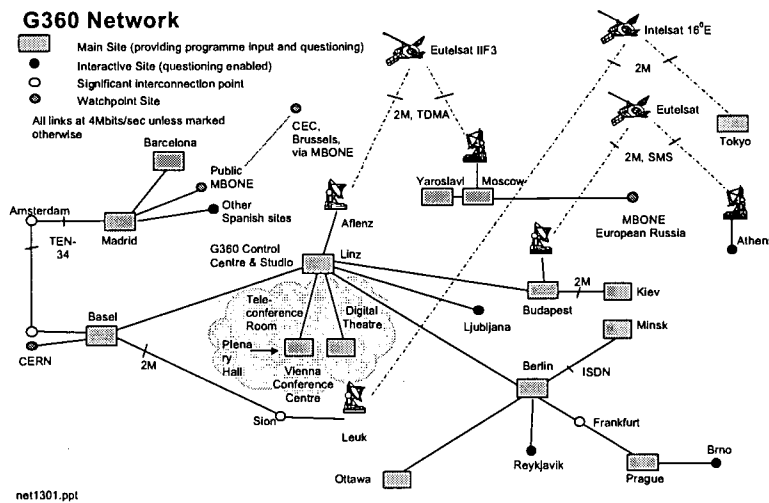 G360 Network
Main Site (providing programme input and questioning)
Interactive Site (questioning enabled)
Significant interconnection point
Watchpoint Site
All links at 4Mbits/sec unless marked
otherwise
Eutelsat IIF3
Intelsat 16⁰E
2M
Eutelsat
2M, TDMA
2M, SMS
Tokyo
Barcelona
CEC,
Brussels,
via MBONE
Public
MBONE
Yaroslavl
Moscow
Other
Spanish sites
Amsterdam
TEN-
34
Madrid
Aflenz
MBONE
European Russia
Athens
G360 Control
Centre & Studio
Linz
2M
Budapest
Kiev
Tele-
conference
Room
Digital
Theatre
Ljubljana
Minsk
Basel
CERN
2M
Plena
ry
Hall
Vienna
Conference
Centre
Berlin
ISDN
Sion
Leuk
Frankfurt
Ottawa
Reykjavik
Prague
Brno
net1301.ppt